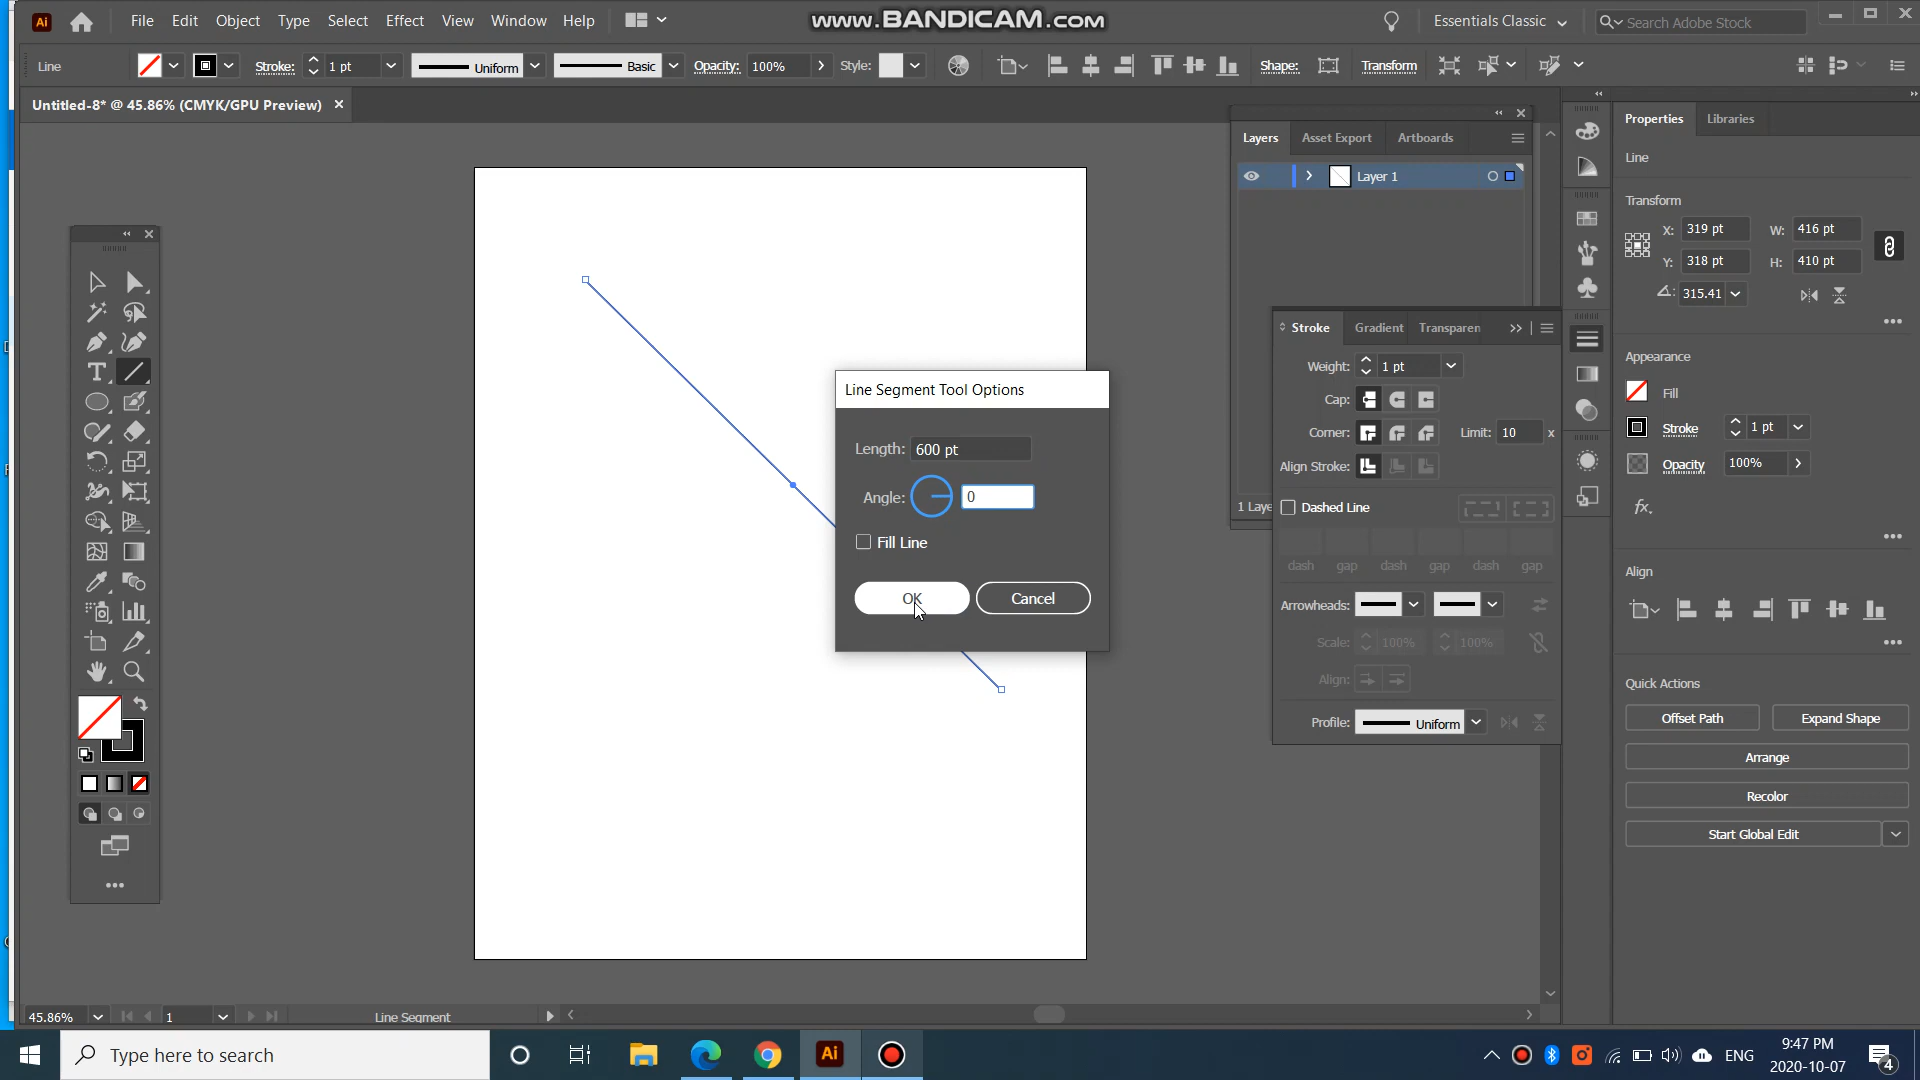 Ai File Edit Object Type Select Effect View Window Help www.BANDICAM.com Essentials Classic Search Adobe Stock
Line Stroke: 1 pt Uniform Basic Opacity: 100% Style: Shape: Transform
Untitled-8* @ 45.86% (CMYK/GPU Preview)
Layers Asset Export Artboards
Layer 1
1 Laye
Line Segment Tool Options
Length: 600 pt
Angle: 0
Fill Line
OK Cancel
Stroke Gradient Transparen
Weight: 1 pt
Cap:
Corner: Limit: 10 x
Align Stroke:
Dashed Line
dash gap dash gap dash gap
Arrowheads:
Scale: 100% 100%
Align:
Profile: Uniform
Properties Libraries
Line
Transform
X: 319 pt W: 416 pt
Y: 318 pt H: 410 pt
315.41
Appearance
Fill
Stroke 1 pt
Opacity 100%
fx.
Align
Quick Actions
Offset Path Expand Shape
Arrange
Recolor
Start Global Edit
45.86% 1 Line Segment
Type here to search
Ai
ENG
9:47 PM
2020-10-07
4